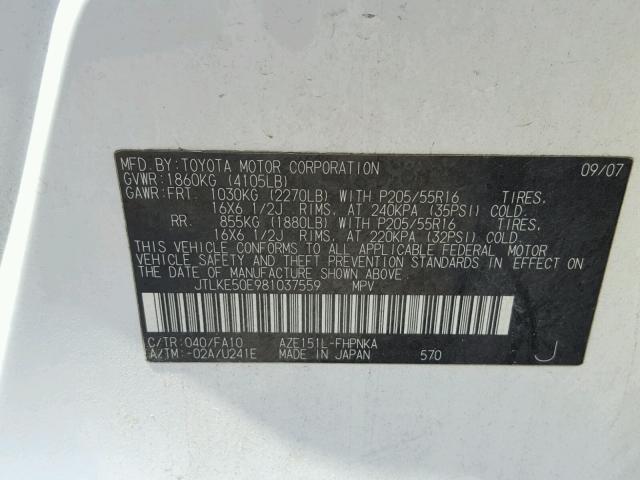 MFD. BY: TOYOTA MOTOR CORPORATION 09/07
GVWR: 1860KG (4105LB)
GAWR: FRT. 1030KG (2270LB) WITH P205/55R16 TIRES,
16X6 1/2J RIMS, AT 240KPA (35PSI) COLD.
RR. 855KG (1880LB) WITH P205/55R16 TIRES,
16X6 1/2J RIMS, AT 220KPA (32PSI) COLD.
THIS VEHICLE CONFORMS TO ALL APPLICABLE FEDERAL MOTOR
VEHICLE SAFETY AND THEFT PREVENTION STANDARDS IN EFFECT ON
THE DATE OF MANUFACTURE SHOWN ABOVE.
JTLKE50E981037559 MPV
C/TR: 040/FA10 AZE151L-FHPNKA
A/TM: -02A/U241E MADE IN JAPAN 570 J